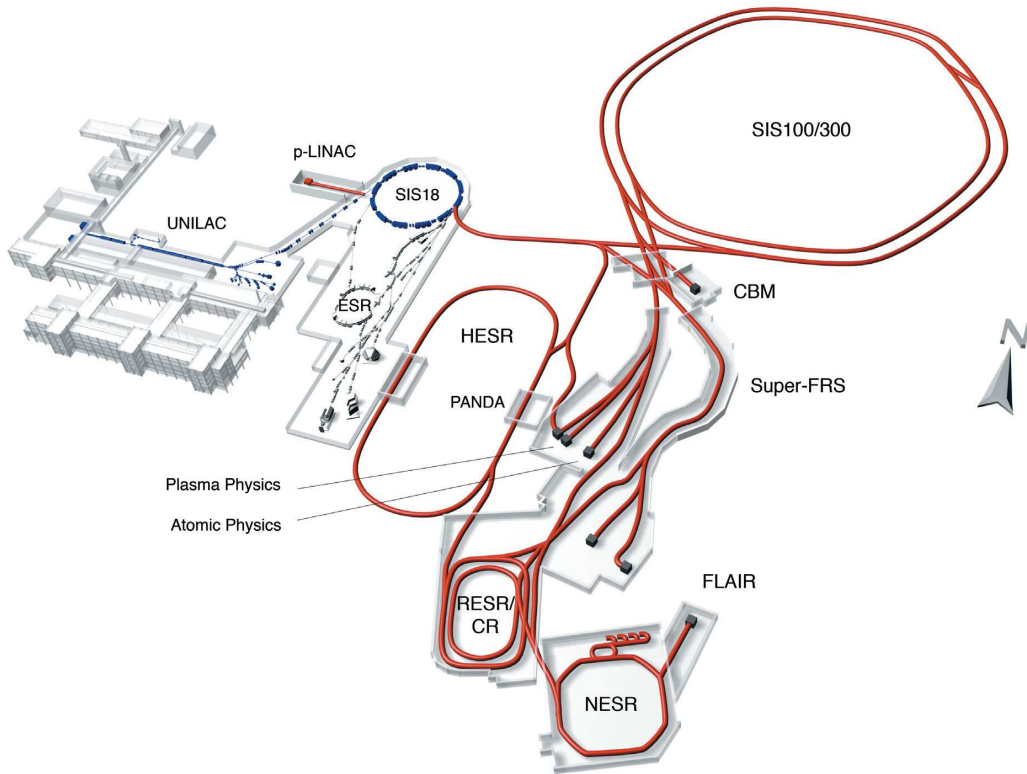 SIS100/300
p-LINAC
SIS18
UNILAC
ESR
CBM
HESR
N
Super-FRS
PANDA
Plasma Physics
Atomic Physics
FLAIR
RESR/
CR
NESR